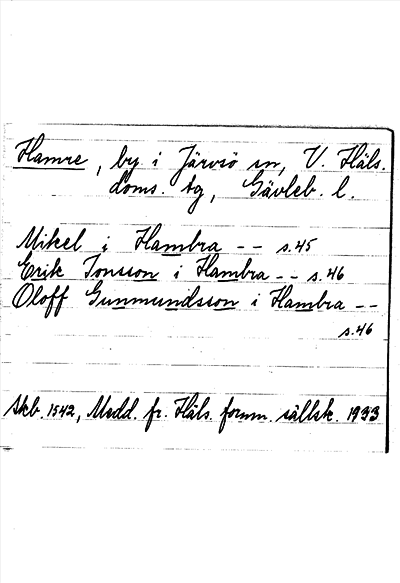 Hamre, by i Järvsö sn, V. Häls.
doms. tg, Gävleb. l.
Mikel i Hambra -- s.45
Erik Jonsson i Hambra -- s.46
Oloff Gunmundsson i Hambra --
s.46
Skb. 1542, Medd. fr. Häls. fornm. sällsk. 1933